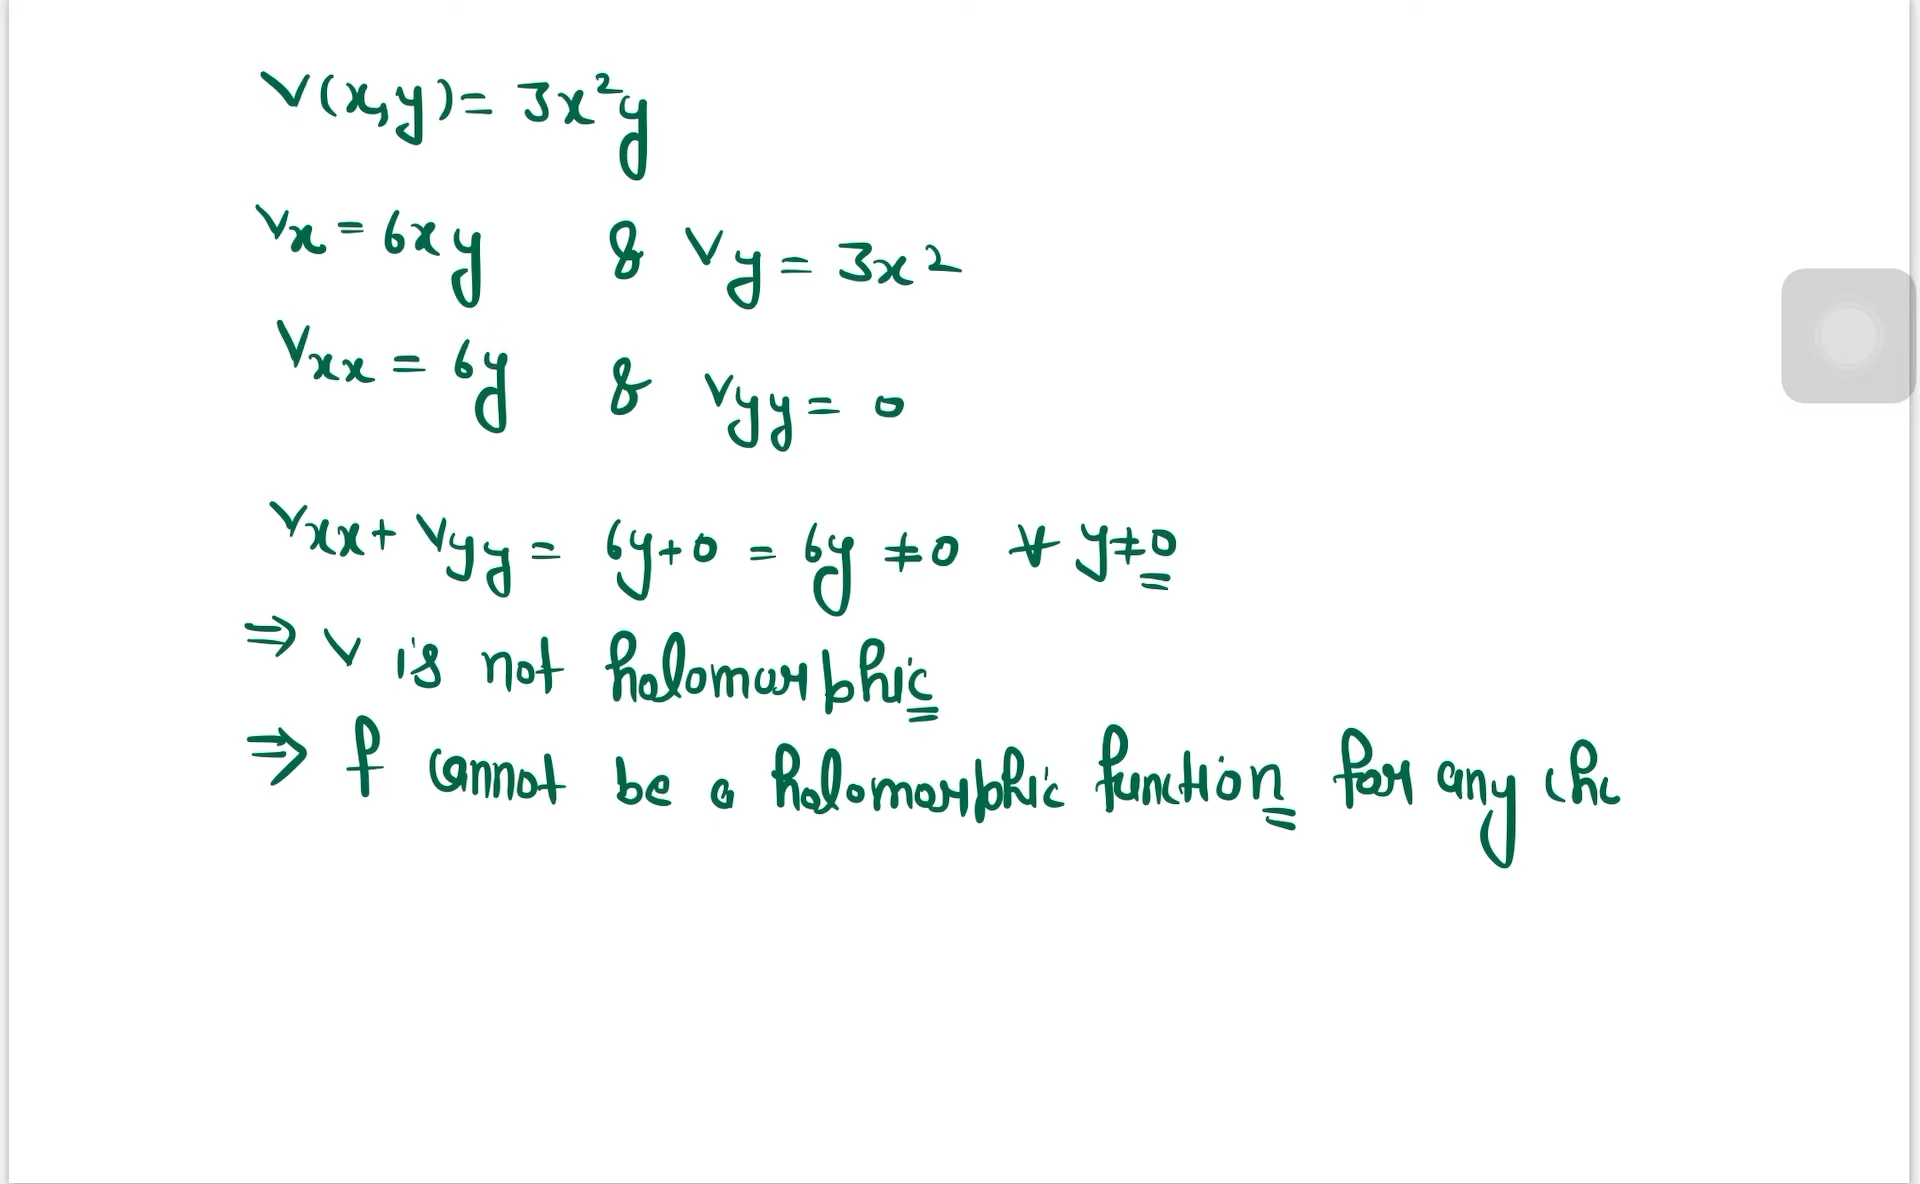 V(x,y) = 3x²y
Vx = 6xy & Vy = 3x²
Vxx = 6y & Vyy = 0
Vxx + Vyy = 6y+0 = 6y ≠ 0 ∀ y≠0
⇒ V is not holomorphic
⇒ f cannot be a holomorphic function for any